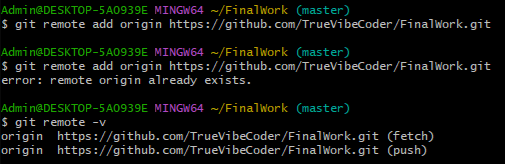 Admin@DESKTOP-5AO939E MINGW64 ~/FinalWork (master)
$ git remote add origin https://github.com/TrueVibeCoder/FinalWork.git
Admin@DESKTOP-5AO939E MINGW64 ~/FinalWork (master)
$ git remote add origin https://github.com/TrueVibeCoder/FinalWork.git
error: remote origin already exists.
Admin@DESKTOP-5AO939E MINGW64 ~/FinalWork (master)
$ git remote -v
origin  https://github.com/TrueVibeCoder/FinalWork.git (fetch)
origin  https://github.com/TrueVibeCoder/FinalWork.git (push)